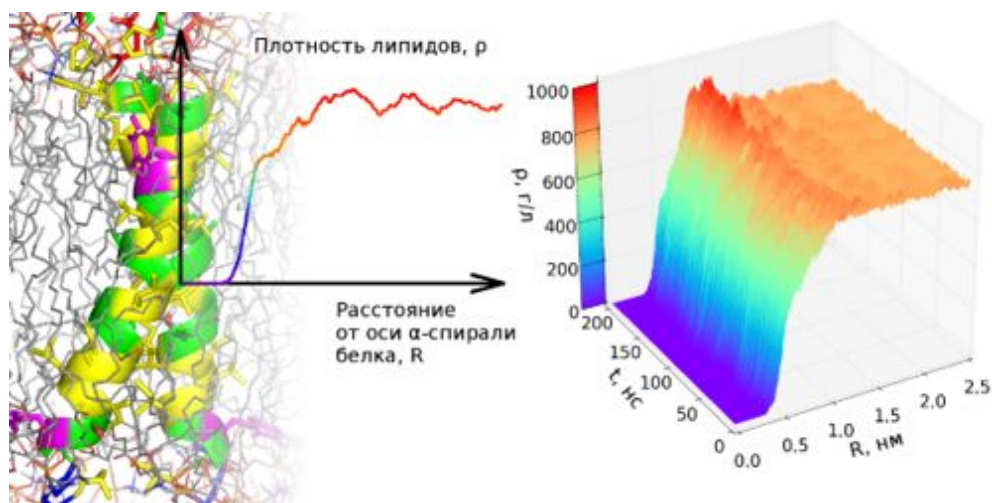 Плотность липидов, ρ
Расстояние
от оси α-спирали
белка, R
1000
800
600
400
200
0
ρ, г/л
200
150
100
50
0
t, нс
0.0
0.5
1.0
1.5
2.0
2.5
R, нм